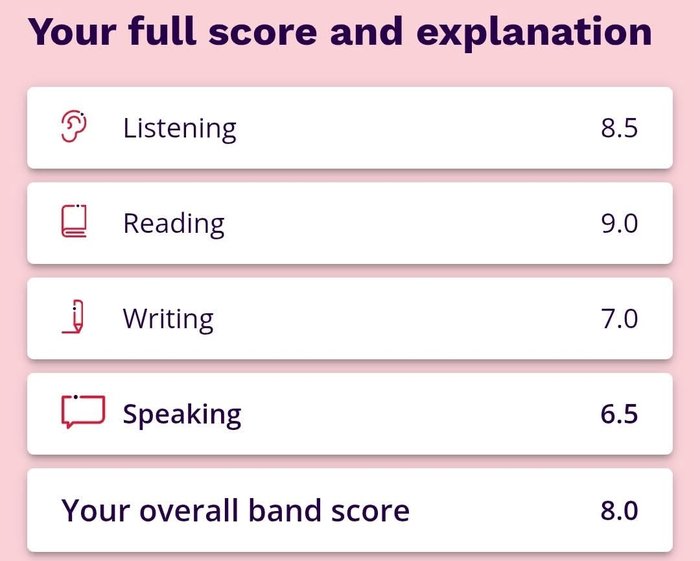 Your full score and explanation
Listening 8.5
Reading 9.0
Writing 7.0
Speaking 6.5
Your overall band score 8.0